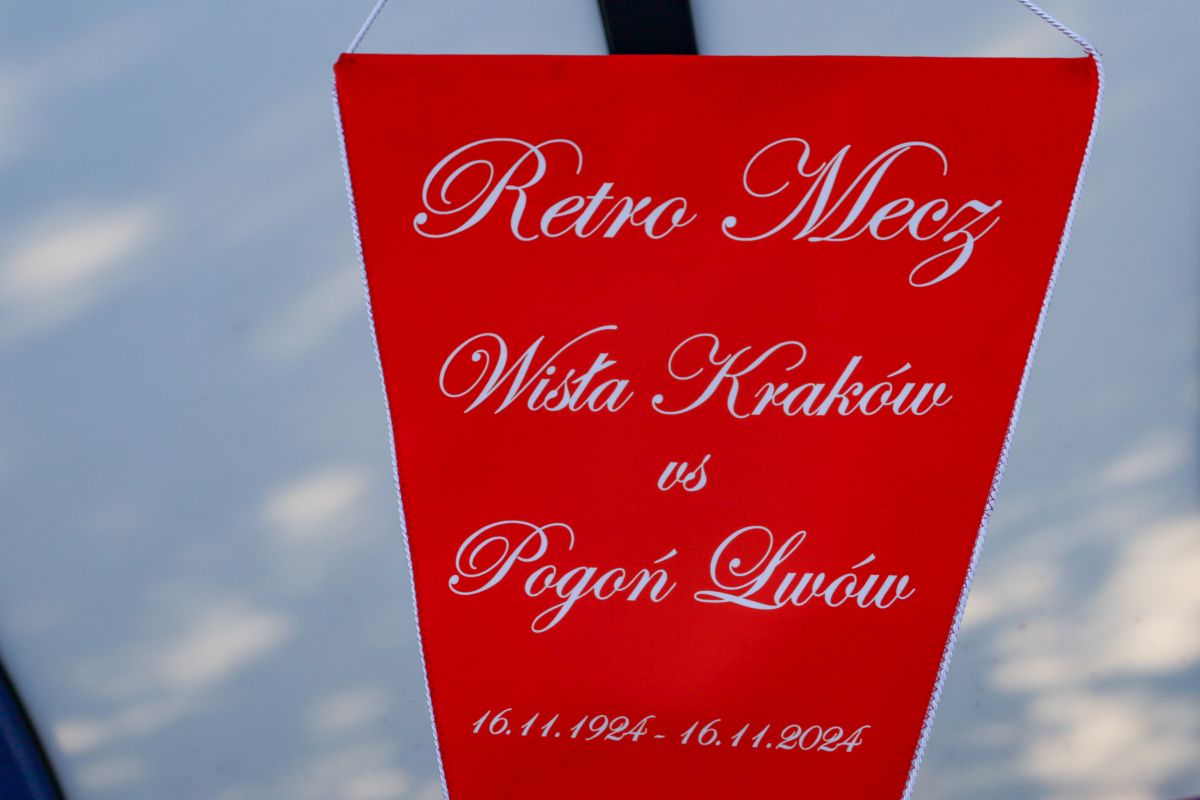 Retro Mecz
Wisła Kraków
vs
Pogoń Lwów
16.11.1924 - 16.11.2024